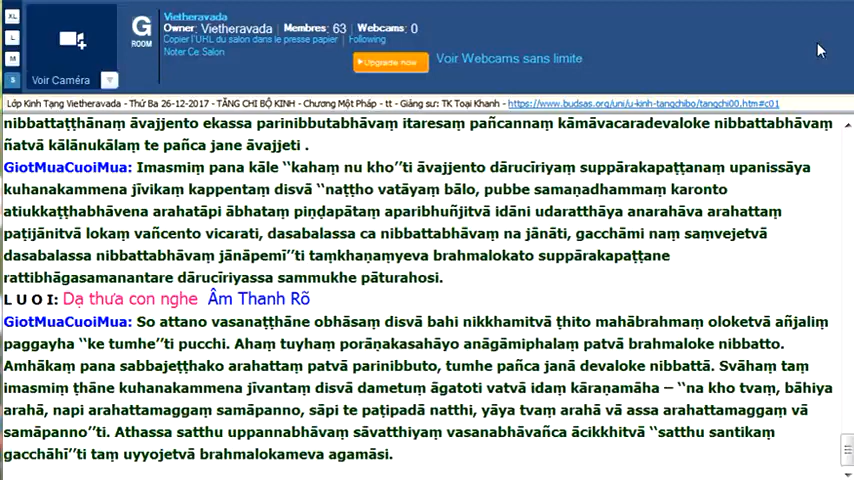 XL
L
M
S
Voir Caméra
G
ROOM
Vietheravada
Owner: Vietheravada | Membres: 63 | Webcams: 0
Copier l'URL du salon dans le presse papier | Following
Noter Ce Salon
Upgrade now
Voir Webcams sans limite
Lớp Kinh Tạng Vietheravada - Thứ Ba 26-12-2017 - TĂNG CHI BỘ KINH - Chương Một Pháp - tt - Giảng sư: TK Toại Khanh - https://www.budsas.org/uni/u-kinh-tangchibo/tangchi00.htm#c01
nibbattaṭṭhānaṃ āvajjento ekassa parinibbutabhāvaṃ itaresaṃ pañcannaṃ kāmāvacaradevaloke nibbattabhāvaṃ
ñatvā kālānukālaṃ te pañca jane āvajjeti .
GiotMuaCuoiMua: Imasmiṃ pana kāle ‘‘kahaṃ nu kho’’ti āvajjento dārucīriyaṃ suppārakapaṭṭanaṃ upanissāya
kuhanakammena jīvikaṃ kappentaṃ disvā ‘‘naṭṭho vatāyaṃ bālo, pubbe samaṇadhammaṃ karonto
atiukkaṭṭhabhāvena arahatāpi ābhataṃ piṇḍapātaṃ aparibhuñjitvā idāni udaratthāya anarahāva arahattaṃ
paṭijānitvā lokaṃ vañcento vicarati, dasabalassa ca nibbattabhāvaṃ na jānāti, gacchāmi naṃ saṃvejetvā
dasabalassa nibbattabhāvaṃ jānāpemī’’ti taṃkhaṇaṃyeva brahmalokato suppārakapaṭṭane
rattibhāgasamanantare dārucīriyassa sammukhe pāturahosi.
L U O I: Dạ thưa con nghe Âm Thanh Rõ
GiotMuaCuoiMua: So attano vasanaṭṭhāne obhāsaṃ disvā bahi nikkhamitvā ṭhito mahābrahmaṃ oloketvā añjaliṃ
paggayha ‘‘ke tumhe’’ti pucchi. Ahaṃ tuyhaṃ porāṇakasahāyo anāgāmiphalaṃ patvā brahmaloke nibbatto.
Amhākaṃ pana sabbajeṭṭhako arahattaṃ patvā parinibbuto, tumhe pañca janā devaloke nibbattā. Svāhaṃ taṃ
imasmiṃ ṭhāne kuhanakammena jīvantaṃ disvā dametuṃ āgatoti vatvā idaṃ kāraṇamāha – ‘‘na kho tvaṃ, bāhiya
arahā, napi arahattamaggaṃ samāpanno, sāpi te paṭipadā natthi, yāya tvaṃ arahā vā assa arahattamaggaṃ vā
samāpanno’’ti. Athassa satthu uppannabhāvaṃ sāvatthiyaṃ vasanabhāvañca ācikkhitvā ‘‘satthu santikaṃ
gacchāhī’’ti taṃ uyyojetvā brahmalokameva agamāsi.